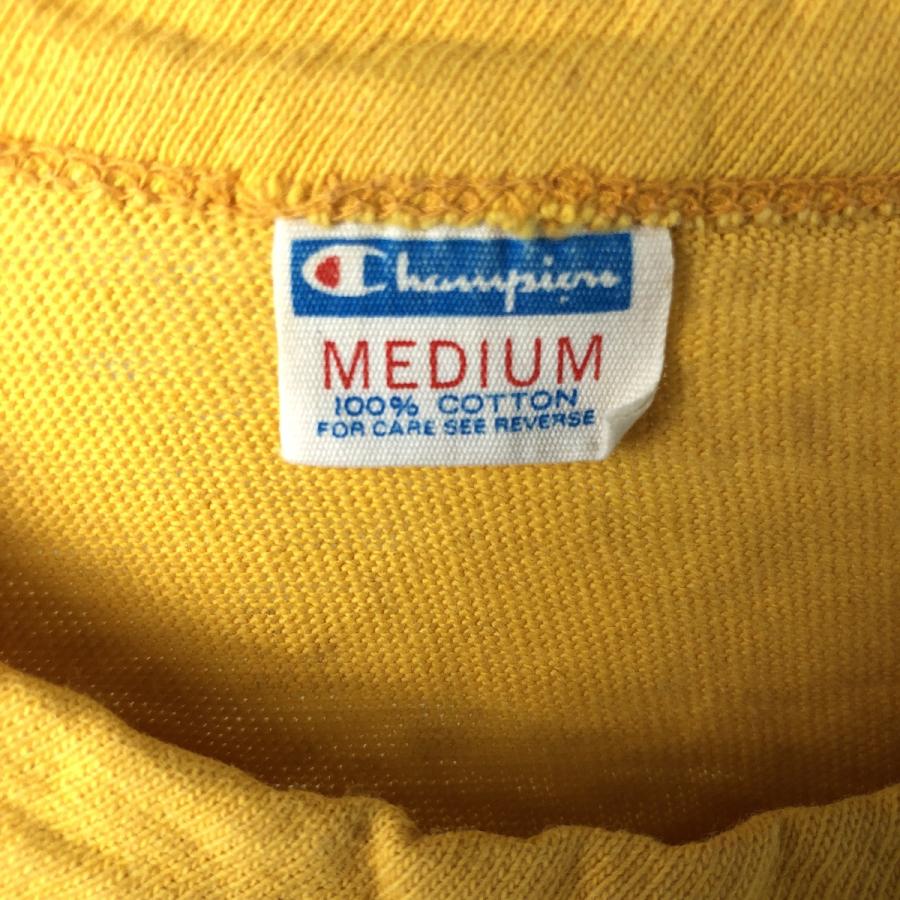 Champion
MEDIUM
100% COTTON
FOR CARE SEE REVERSE